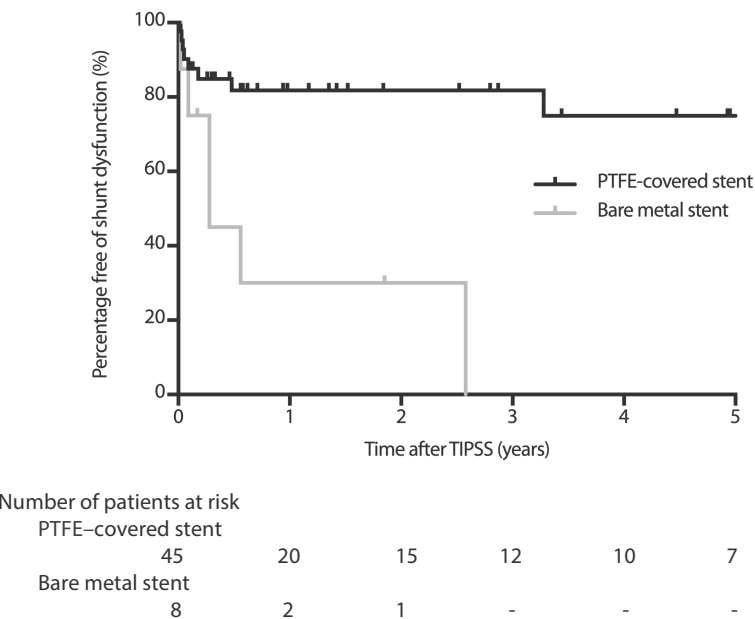 Percentage free of shunt dysfunction (%)
100
80
60
40
20
0
0 1 2 3 4 5
Time after TIPSS (years)
PTFE-covered stent
Bare metal stent
Number of patients at risk
PTFE–covered stent
45 20 15 12 10 7
Bare metal stent
8 2 1 - - -